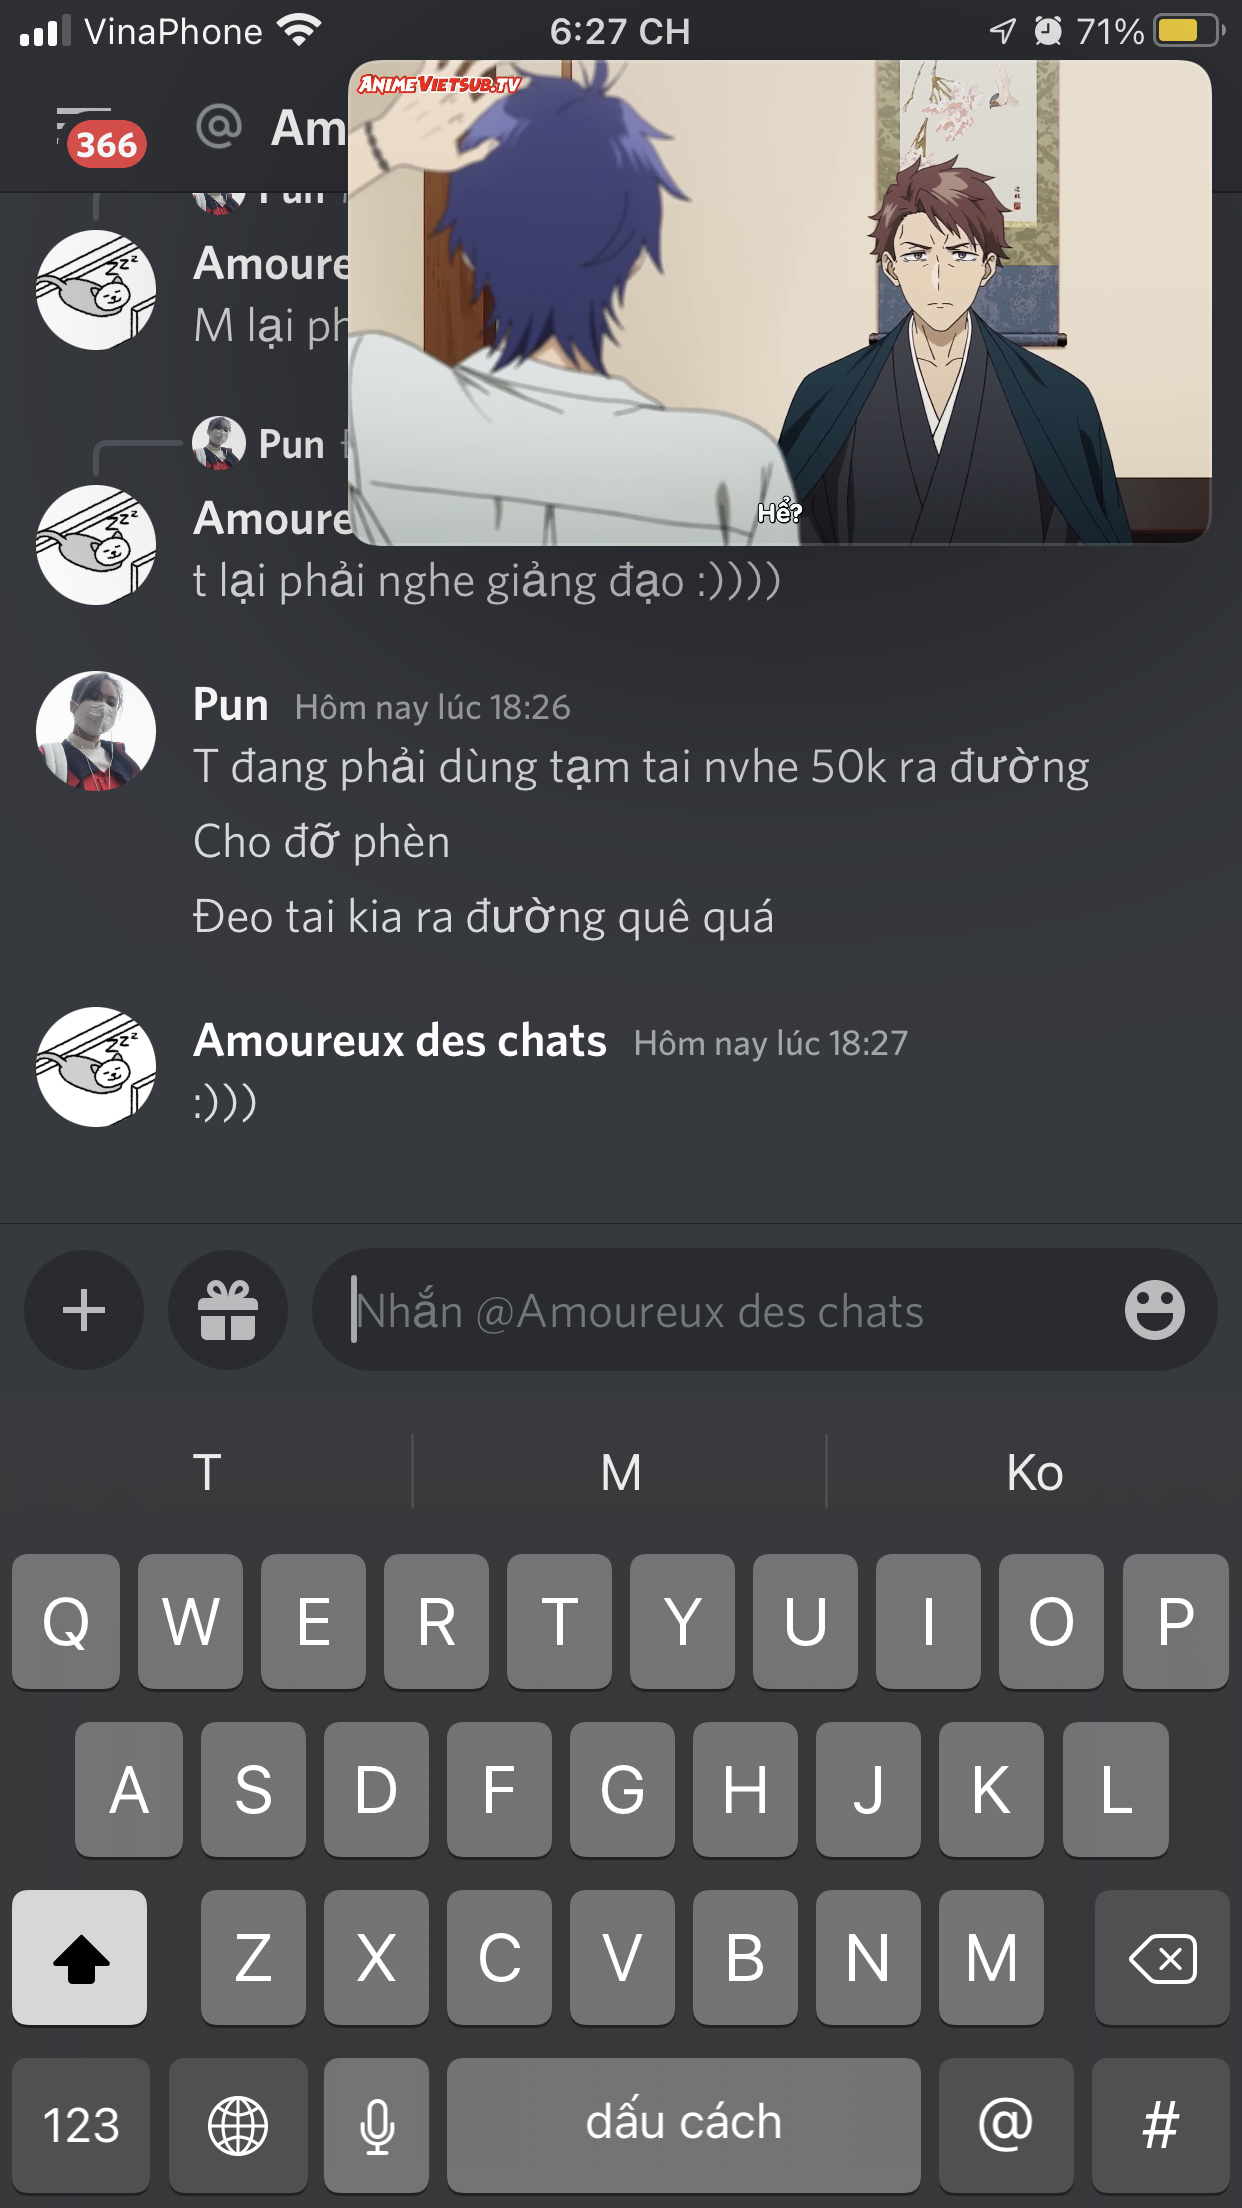 VinaPhone 6:27 CH 71%
366 @ Am
ANIMEVIETSUB.TV
Pun
Amoure
M lại ph
Pun
Amoure
Hể?
t lại phải nghe giảng đạo :))))
Pun Hôm nay lúc 18:26
T đang phải dùng tạm tai nvhe 50k ra đường
Cho đỡ phèn
Đeo tai kia ra đường quê quá
Amoureux des chats Hôm nay lúc 18:27
:)))
Nhắn @Amoureux des chats
T M Ko
Q W E R T Y U I O P
A S D F G H J K L
Z X C V B N M
123 dấu cách @ #